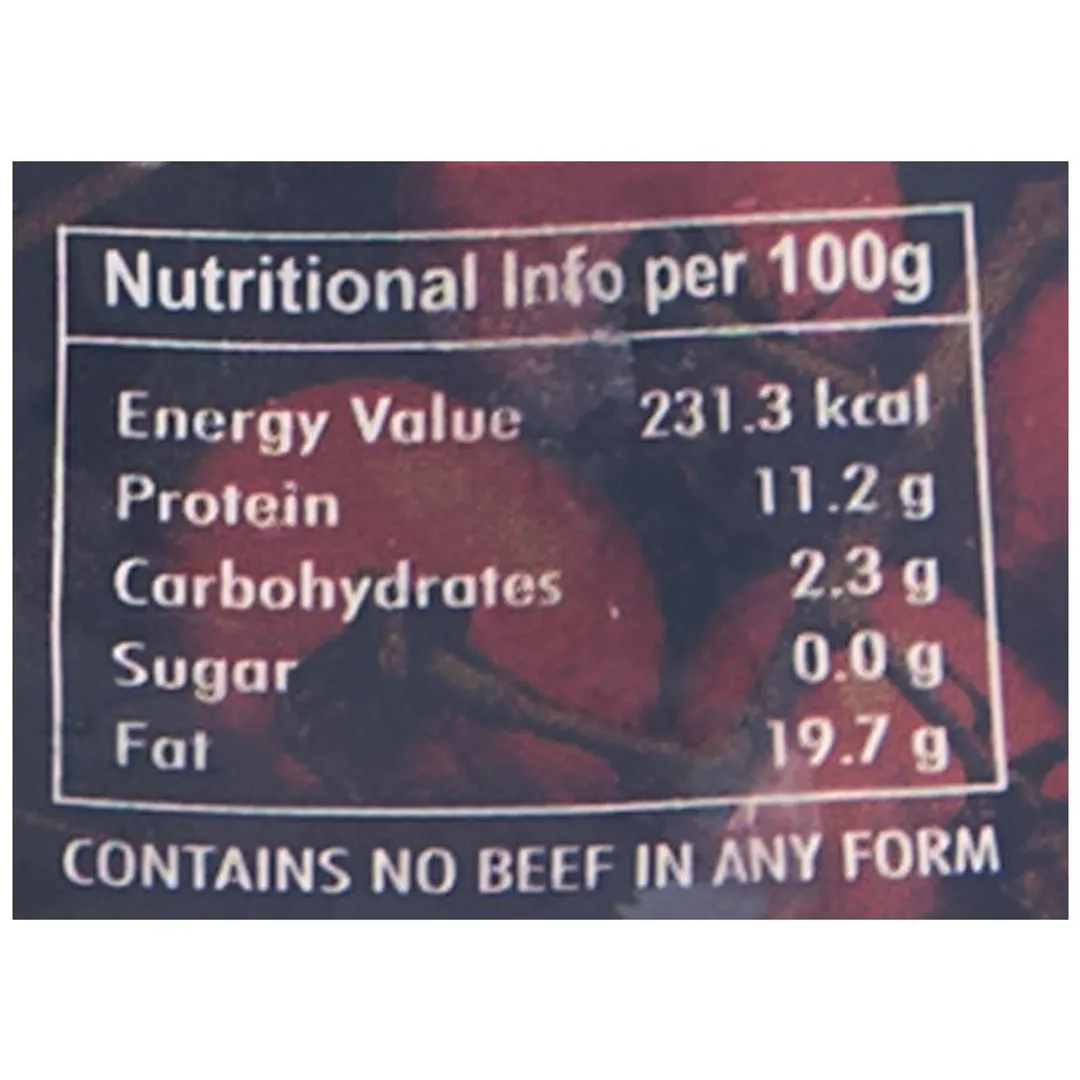 Nutritional Info per 100g
Energy Value 231.3 kcal
Protein 11.2 g
Carbohydrates 2.3 g
Sugar 0.0 g
Fat 19.7 g
CONTAINS NO BEEF IN ANY FORM